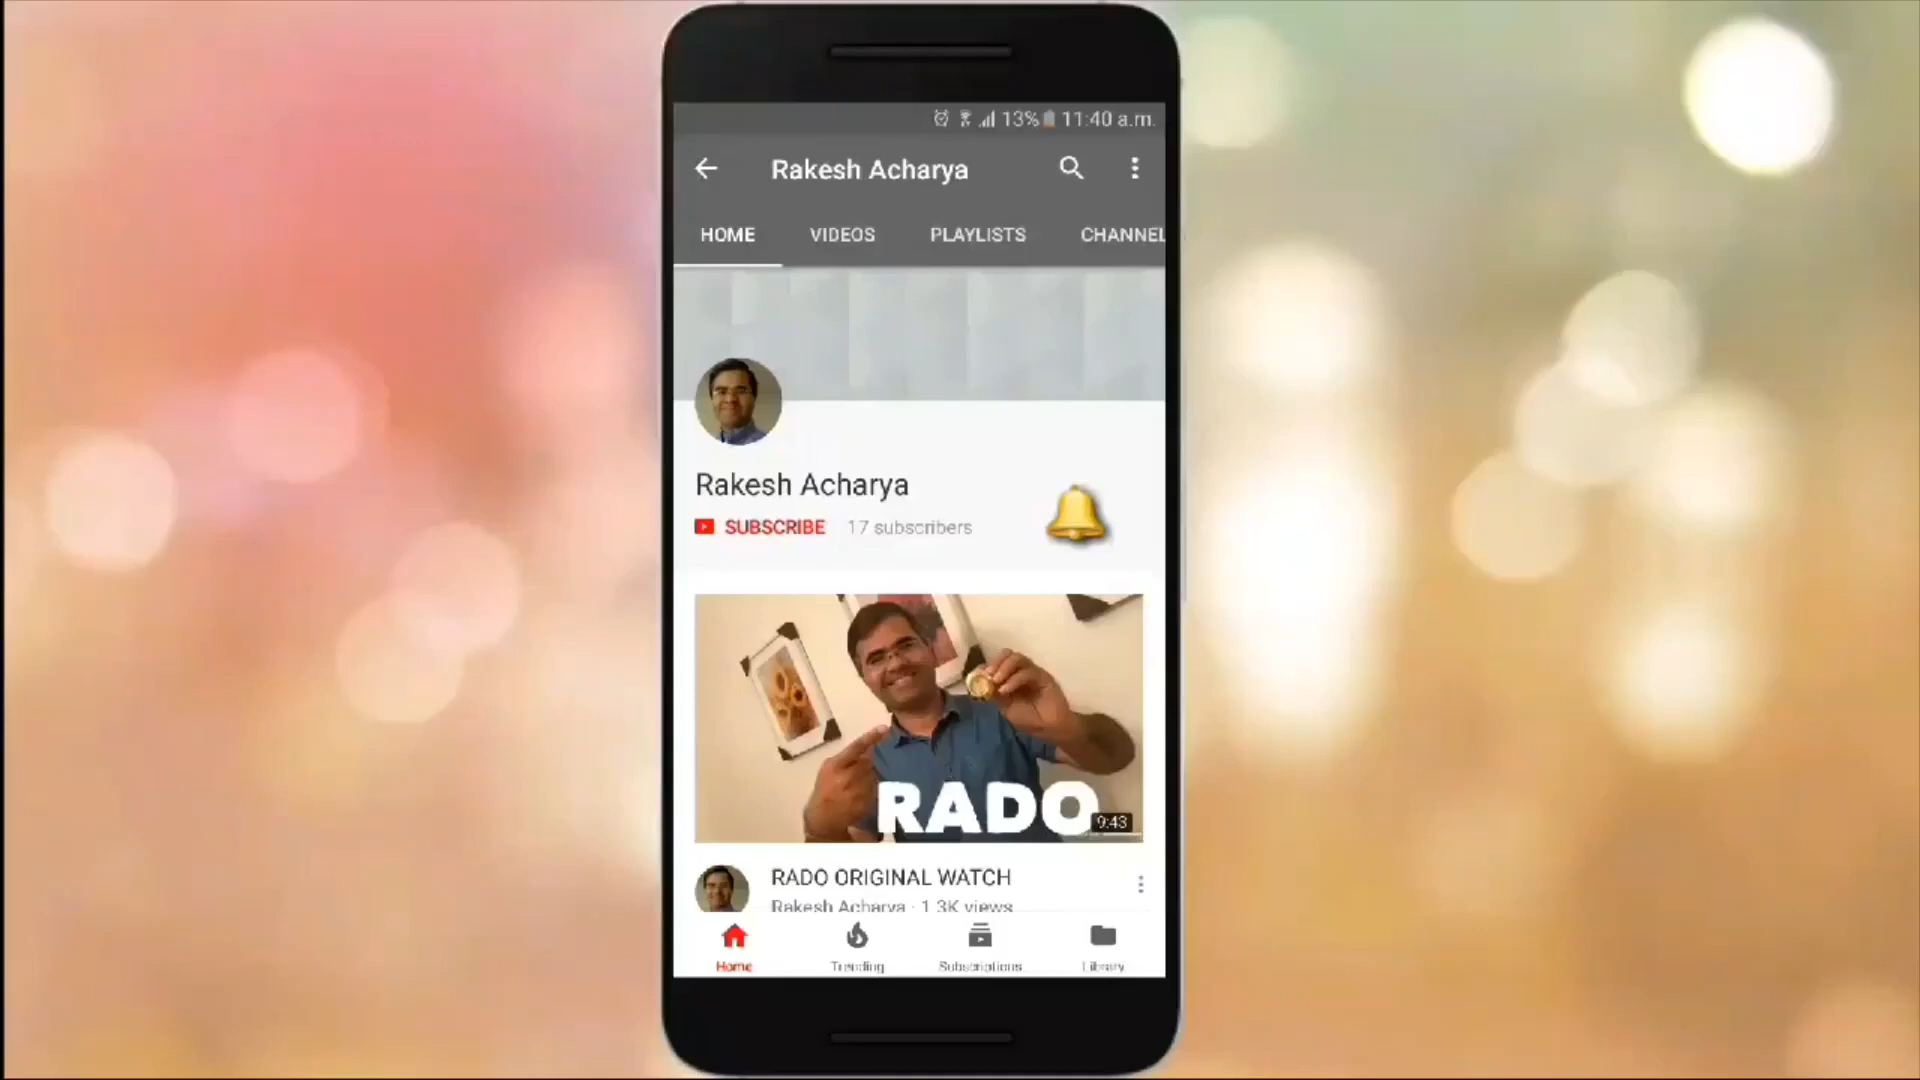 13% 11:40 a.m.
Rakesh Acharya
HOME VIDEOS PLAYLISTS CHANNEL
Rakesh Acharya
SUBSCRIBE 17 subscribers
RADO
9:43
RADO ORIGINAL WATCH
Rakesh Acharya · 1.3K views
Home Trending Subscriptions Library